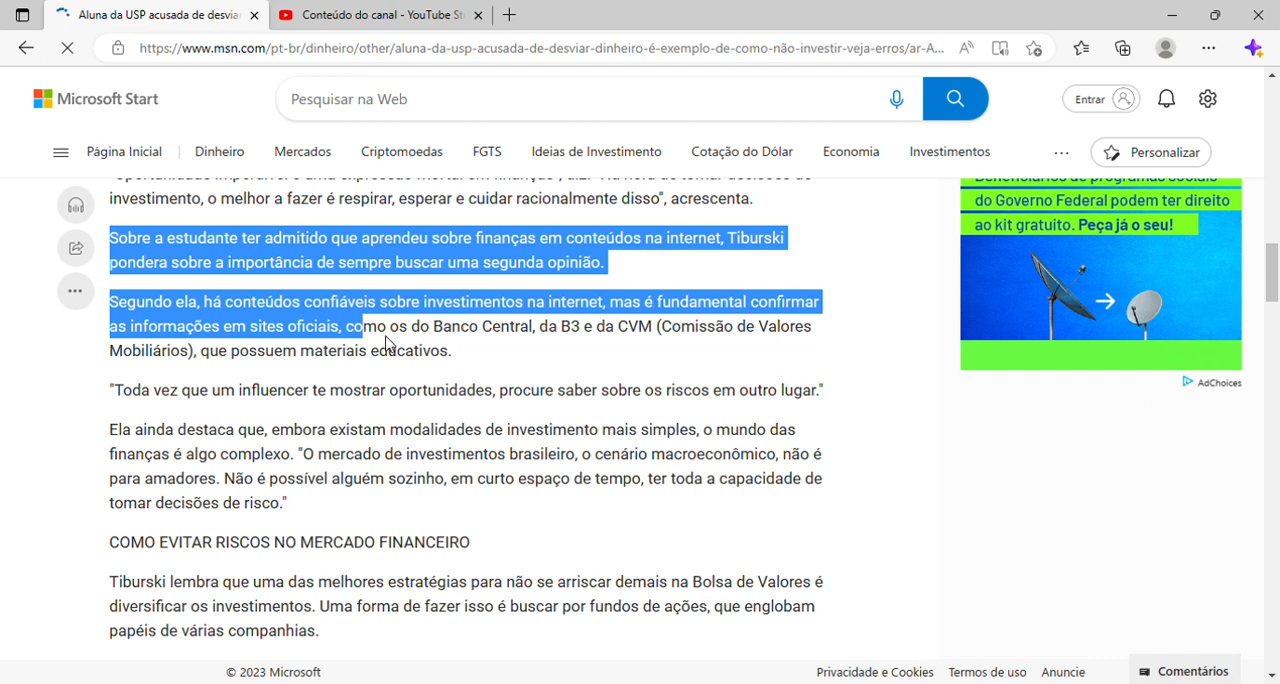 Aluna da USP acusada de desvia
Conteúdo do canal - YouTube St
https://www.msn.com/pt-br/dinheiro/other/aluna-da-usp-acusada-de-desviar-dinheiro-é-exemplo-de-como-não-investir-veja-erros/ar-A...
Microsoft Start
Pesquisar na Web
Entrar
Página Inicial
Dinheiro
Mercados
Criptomoedas
FGTS
Ideias de Investimento
Cotação do Dólar
Economia
Investimentos
Personalizar
investimento, o melhor a fazer é respirar, esperar e cuidar racionalmente disso", acrescenta.
Sobre a estudante ter admitido que aprendeu sobre finanças em conteúdos na internet, Tiburski
pondera sobre a importância de sempre buscar uma segunda opinião.
Segundo ela, há conteúdos confiáveis sobre investimentos na internet, mas é fundamental confirmar
as informações em sites oficiais, como os do Banco Central, da B3 e da CVM (Comissão de Valores
Mobiliários), que possuem materiais educativos.
"Toda vez que um influencer te mostrar oportunidades, procure saber sobre os riscos em outro lugar."
Ela ainda destaca que, embora existam modalidades de investimento mais simples, o mundo das
finanças é algo complexo. "O mercado de investimentos brasileiro, o cenário macroeconômico, não é
para amadores. Não é possível alguém sozinho, em curto espaço de tempo, ter toda a capacidade de
tomar decisões de risco."
COMO EVITAR RISCOS NO MERCADO FINANCEIRO
Tiburski lembra que uma das melhores estratégias para não se arriscar demais na Bolsa de Valores é
diversificar os investimentos. Uma forma de fazer isso é buscar por fundos de ações, que englobam
papéis de várias companhias.
Beneficiários de programas sociais
do Governo Federal podem ter direito
ao kit gratuito. Peça já o seu!
AdChoices
© 2023 Microsoft
Privacidade e Cookies
Termos de uso
Anuncie
Comentários